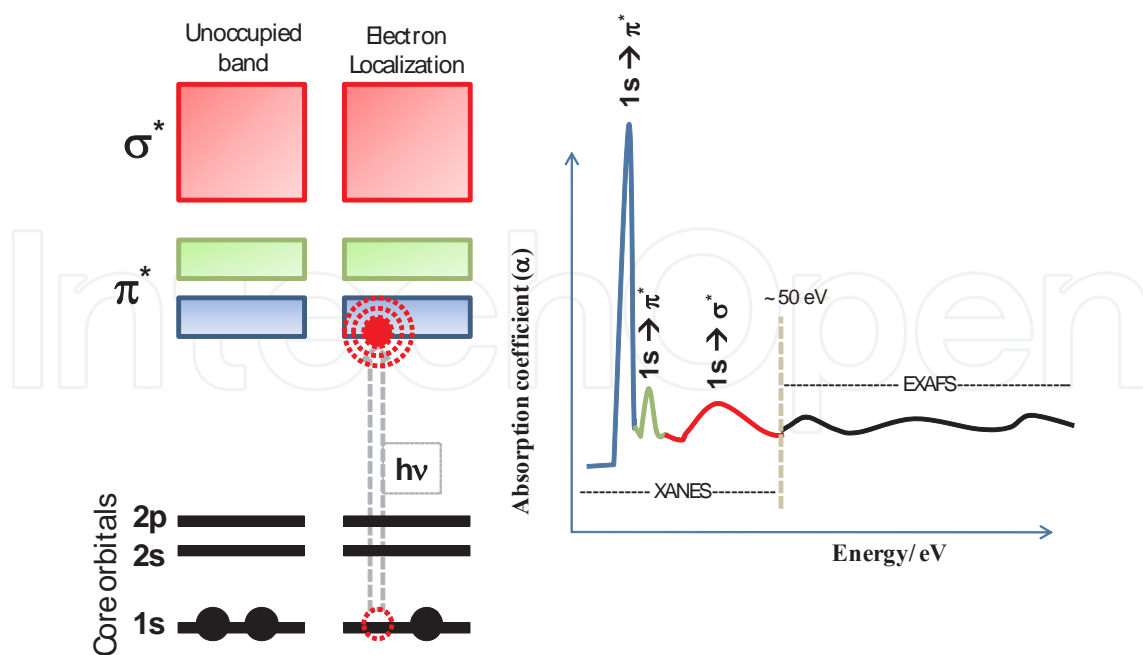 Unoccupied
band
Electron
Localization
σ*
π*
hν
Core orbitals
2p
2s
1s
1s → π*
1s → π*
1s → σ*
~ 50 eV
EXAFS
XANES
Absorption coefficient (α)
Energy/ eV
IntechOpen